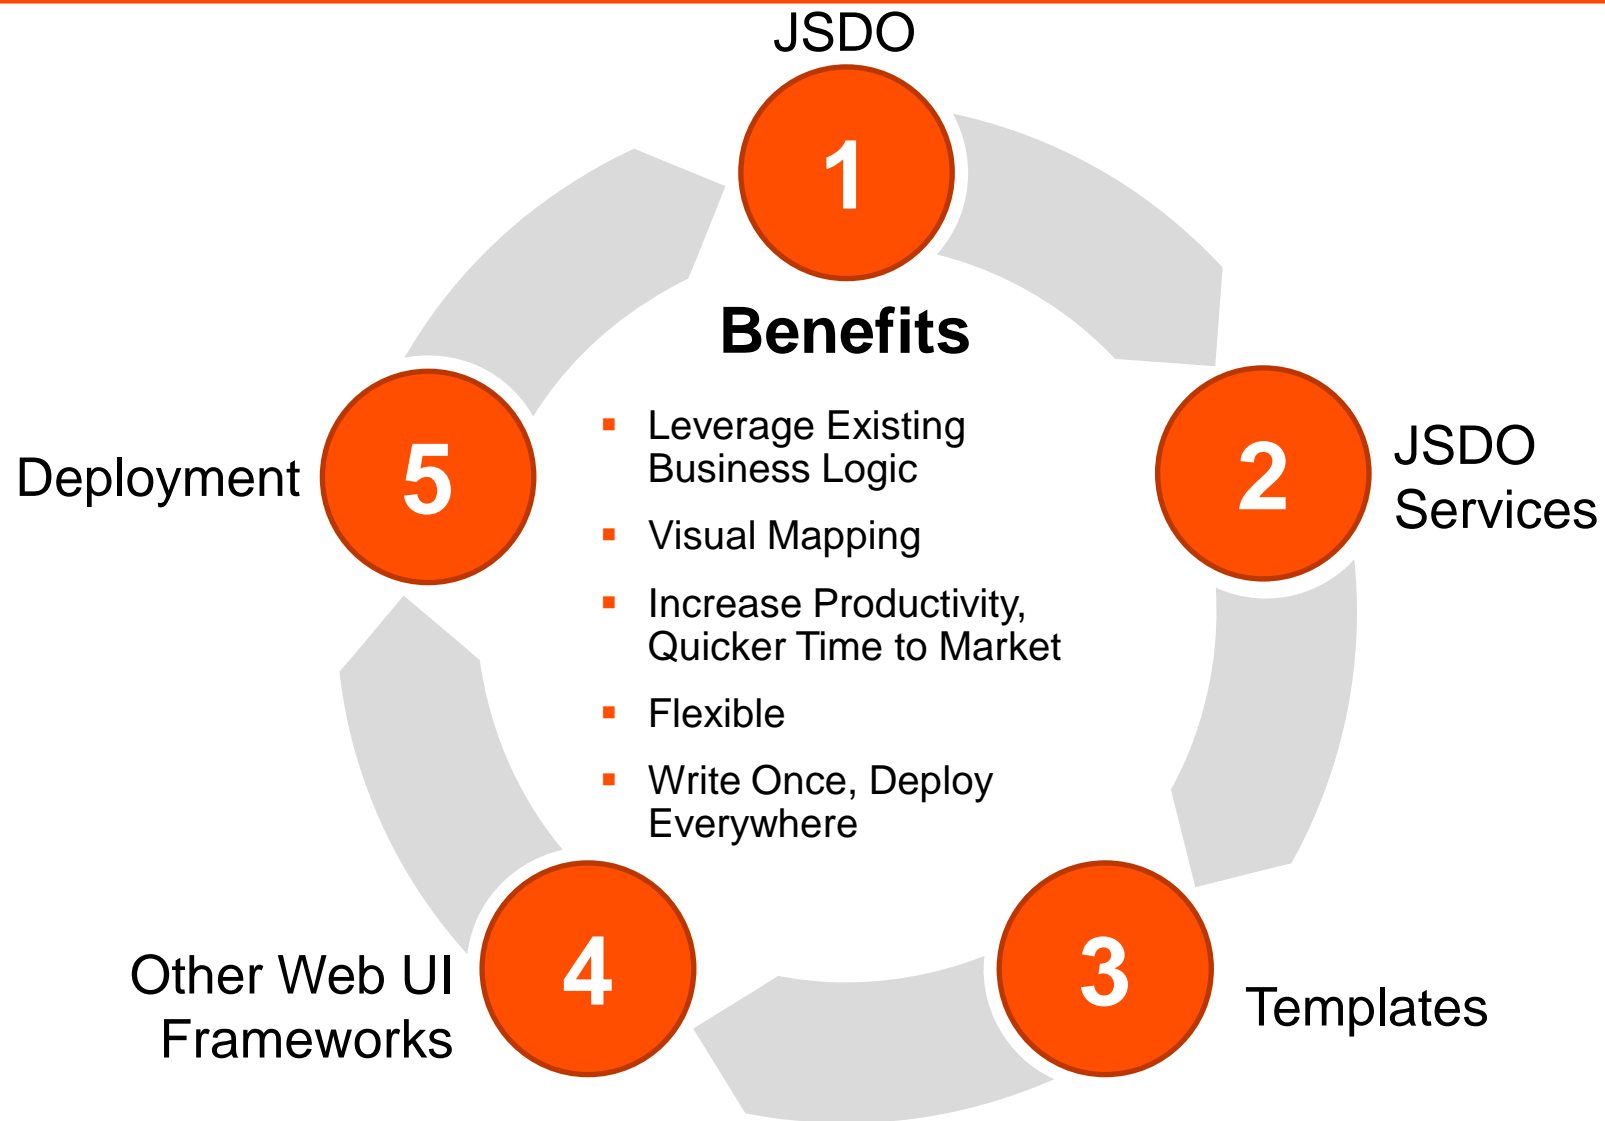 JSDO
1
Benefits
Leverage Existing
Business Logic
Visual Mapping
Increase Productivity,
Quicker Time to Market
Flexible
Write Once, Deploy
Everywhere
2
JSDO
Services
3
Templates
4
Other Web UI
Frameworks
5
Deployment